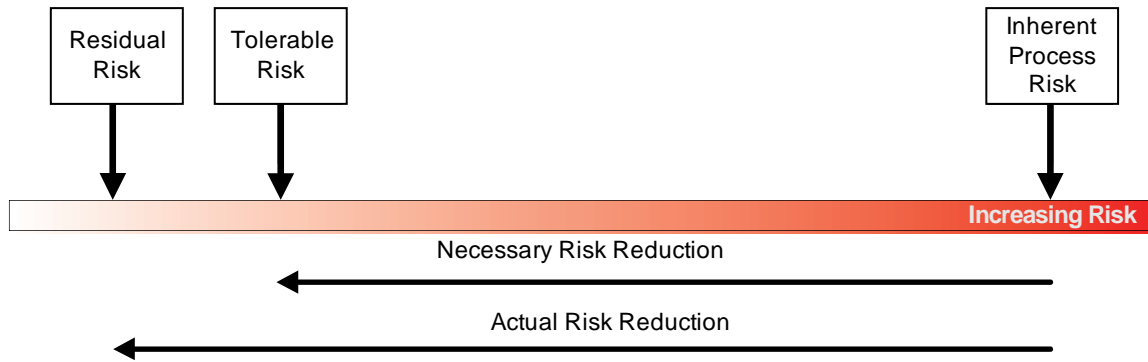 Residual
Risk
Tolerable
Risk
Inherent
Process
Risk
Increasing Risk
Necessary Risk Reduction
Actual Risk Reduction